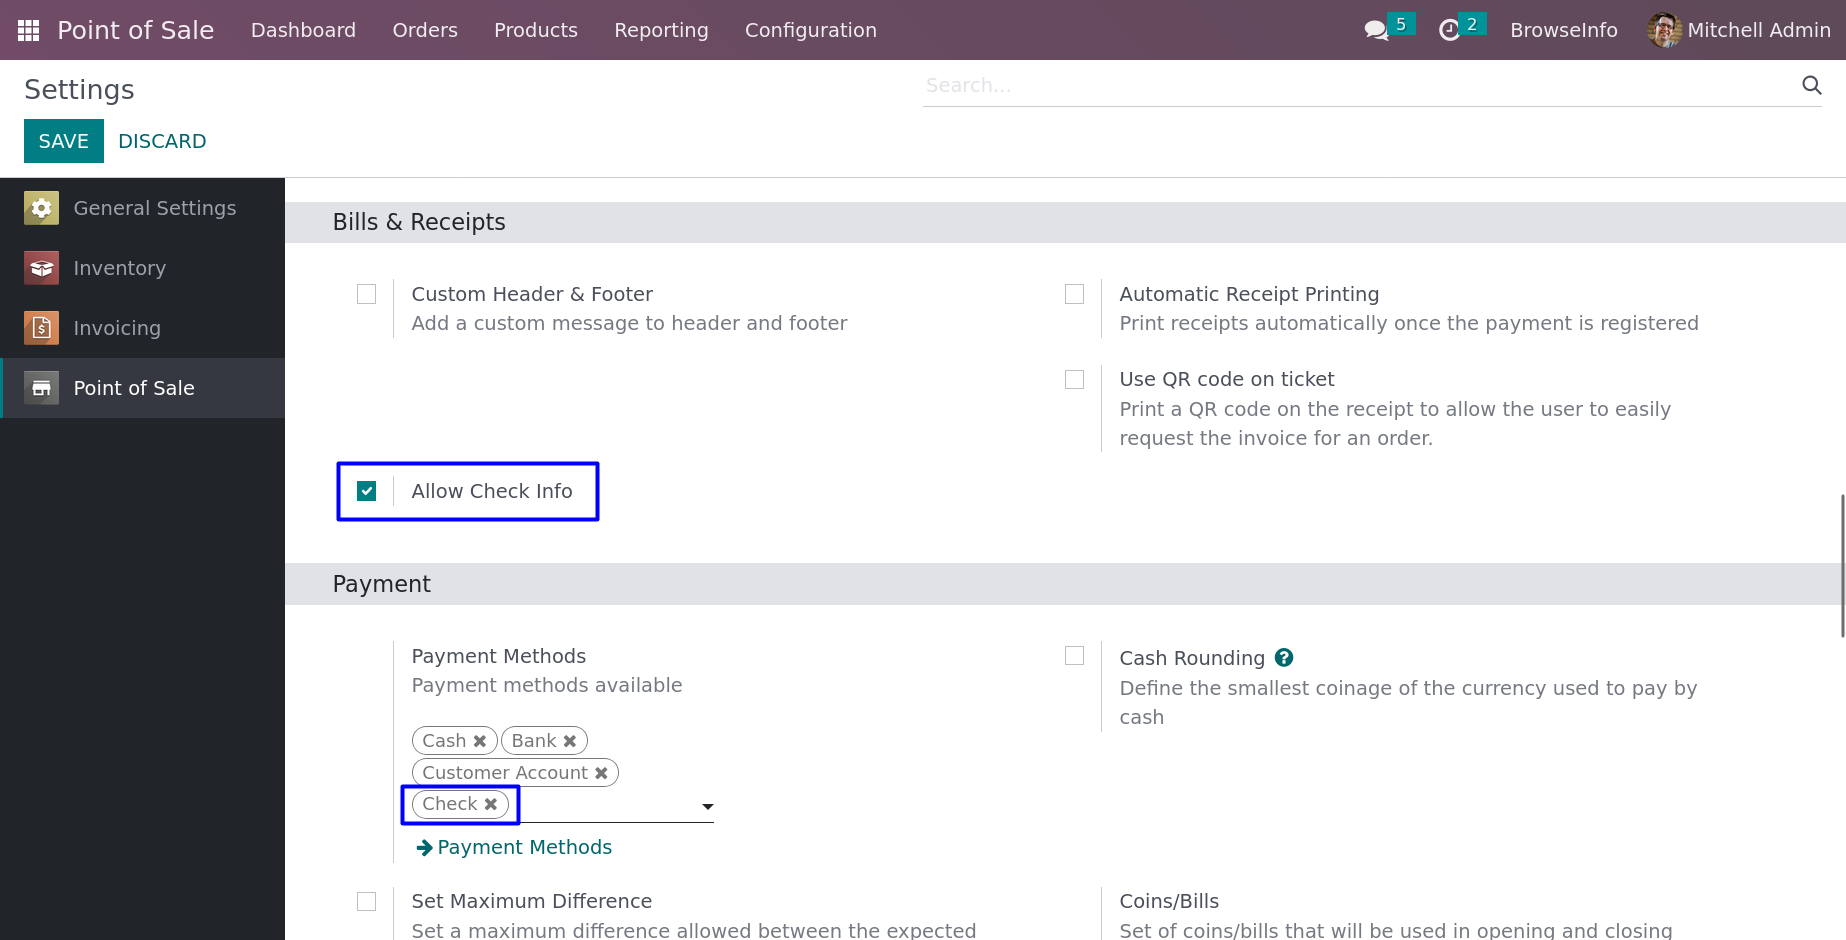 Point of Sale Dashboard Orders Products Reporting Configuration 5 2 BrowseInfo Mitchell Admin
Settings
Search...
SAVE DISCARD
General Settings
Inventory
Invoicing
Point of Sale
Bills & Receipts
Custom Header & Footer
Add a custom message to header and footer
Automatic Receipt Printing
Print receipts automatically once the payment is registered
Use QR code on ticket
Print a QR code on the receipt to allow the user to easily
request the invoice for an order.
Allow Check Info
Payment
Payment Methods
Payment methods available
Cash Bank
Customer Account
Check
Payment Methods
Cash Rounding ?
Define the smallest coinage of the currency used to pay by
cash
Set Maximum Difference
Set a maximum difference allowed between the expected
Coins/Bills
Set of coins/bills that will be used in opening and closing